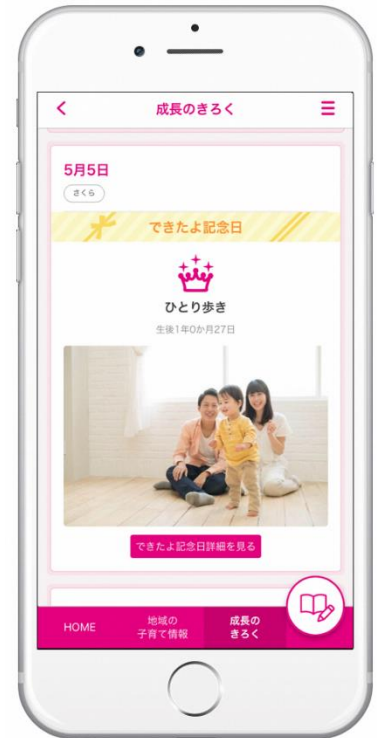 成長のきろく
5月5日
さくら
できたよ記念日
ひとり歩き
生後1年0か月27日
できたよ記念日詳細を見る
HOME
地域の
子育て情報
成長の
きろく